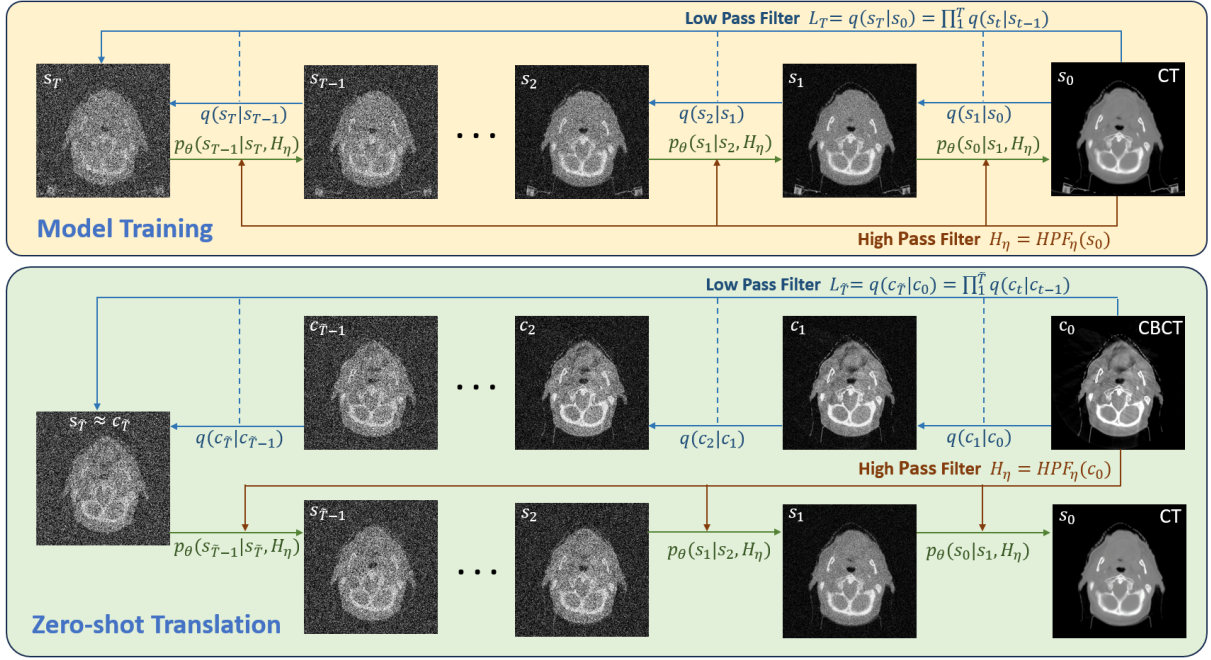 Low Pass Filter L_T = q(s_T|s_0) = ∏_1^T q(s_t|s_{t−1})
s_T
s_{T−1}
s_2
s_1
s_0
CT
q(s_T|s_{T−1})
q(s_2|s_1)
q(s_1|s_0)
p_θ(s_{T−1}|s_T, H_η)
• • •
p_θ(s_1|s_2, H_η)
p_θ(s_0|s_1, H_η)
Model Training
High Pass Filter H_η = HPF_η(s_0)
Low Pass Filter L_T̃ = q(c_T̃|c_0) = ∏_1^T̃ q(c_t|c_{t−1})
c_{T̃−1}
c_2
c_1
c_0
CBCT
• • •
s_T̃ ≈ c_T̃
q(c_T̃|c_{T̃−1})
q(c_2|c_1)
q(c_1|c_0)
High Pass Filter H_η = HPF_η(c_0)
s_{T̃−1}
s_2
s_1
s_0
CT
p_θ(s_{T̃−1}|s_T̃, H_η)
• • •
p_θ(s_1|s_2, H_η)
p_θ(s_0|s_1, H_η)
Zero-shot Translation